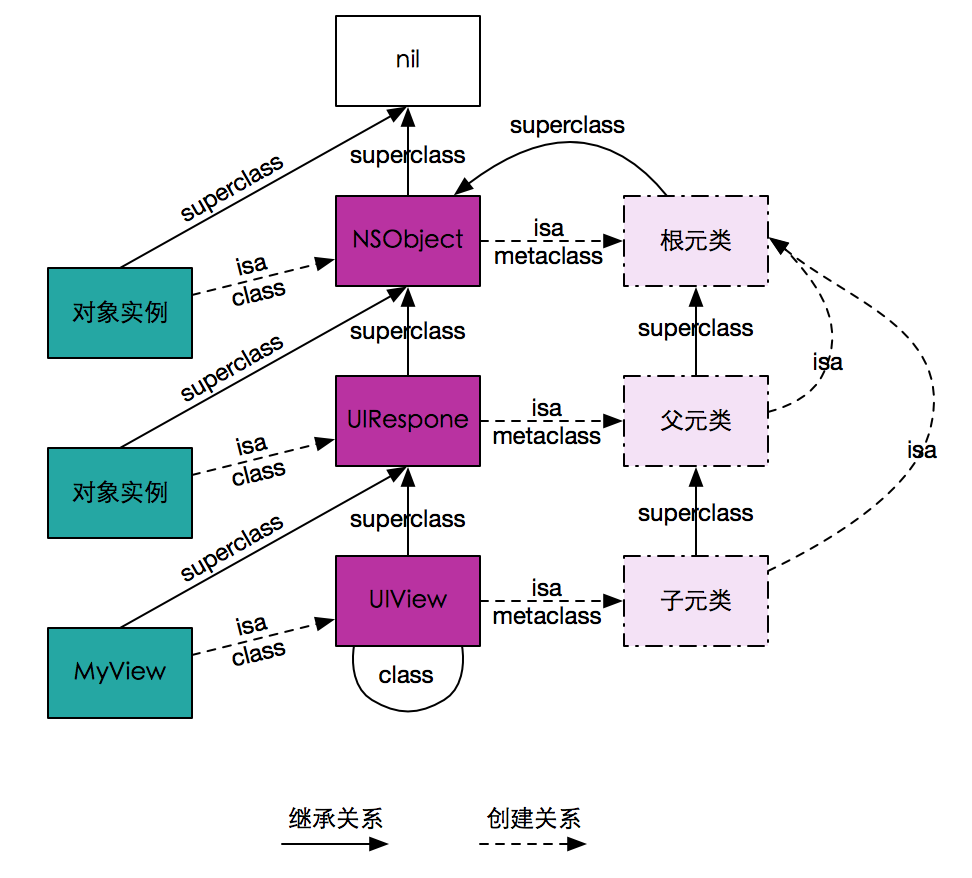 nil
superclass
superclass
superclass
NSObject
isa
metaclass
根元类
isa
class
对象实例
superclass
superclass
superclass
isa
UIRespone
isa
metaclass
父元类
isa
class
对象实例
isa
superclass
superclass
superclass
UIView
isa
metaclass
子元类
isa
class
MyView
class
继承关系
创建关系